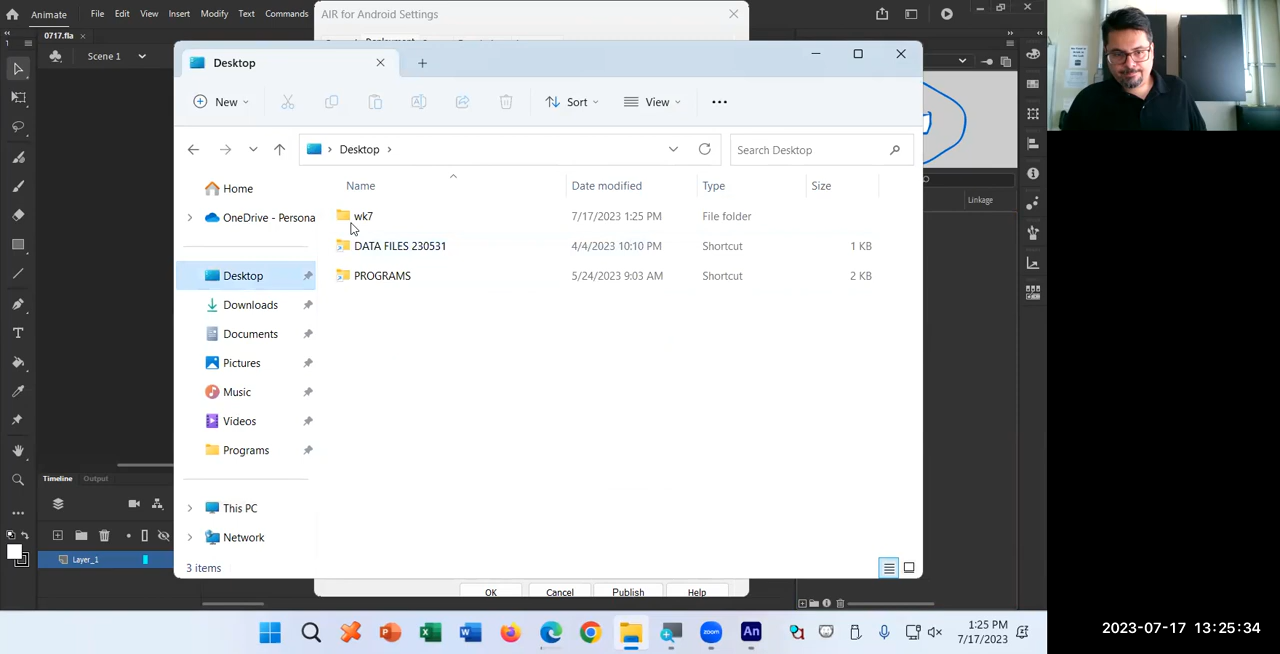 Animate File Edit View Insert Modify Text Commands
AIR for Android Settings
0717.fla
Scene 1
Deployment
Desktop
New Sort View
Desktop
Search Desktop
Name Date modified Type Size
wk7 7/17/2023 1:25 PM File folder
DATA FILES 230531 4/4/2023 10:10 PM Shortcut 1 KB
PROGRAMS 5/24/2023 9:03 AM Shortcut 2 KB
Home
OneDrive - Persona
Desktop
Downloads
Documents
Pictures
Music
Videos
Programs
This PC
Network
3 items
Linkage
Timeline Output
Layer_1
OK Cancel Publish Help
An
zoom
1:25 PM
7/17/2023
2023-07-17 13:25:34